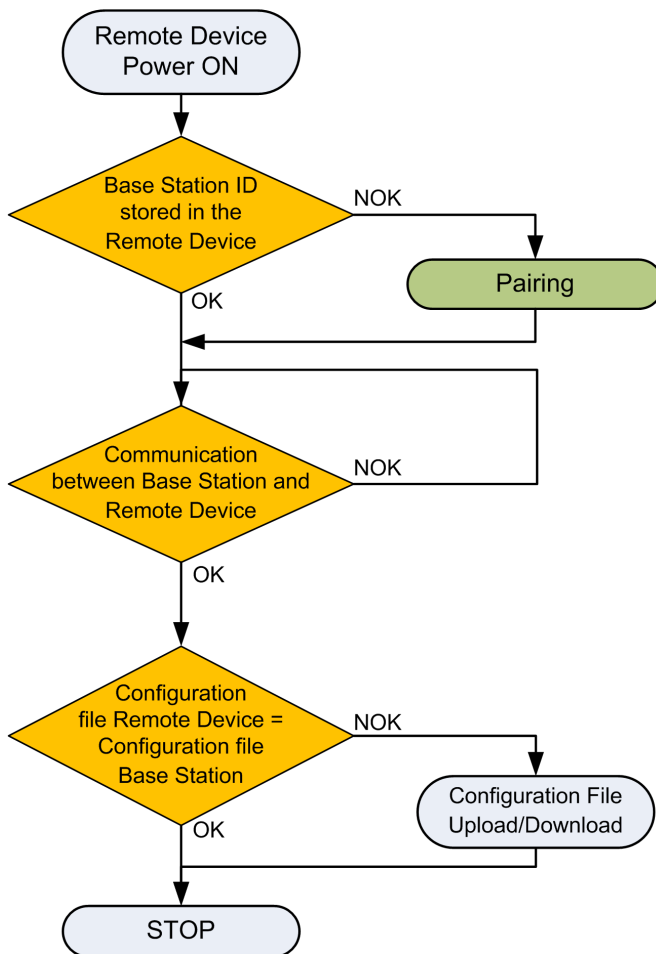 Remote Device
Power ON
Base Station ID
stored in the
Remote Device
NOK
Pairing
OK
Communication
between Base Station and
Remote Device
NOK
OK
Configuration
file Remote Device =
Configuration file
Base Station
NOK
Configuration File
Upload/Download
OK
STOP